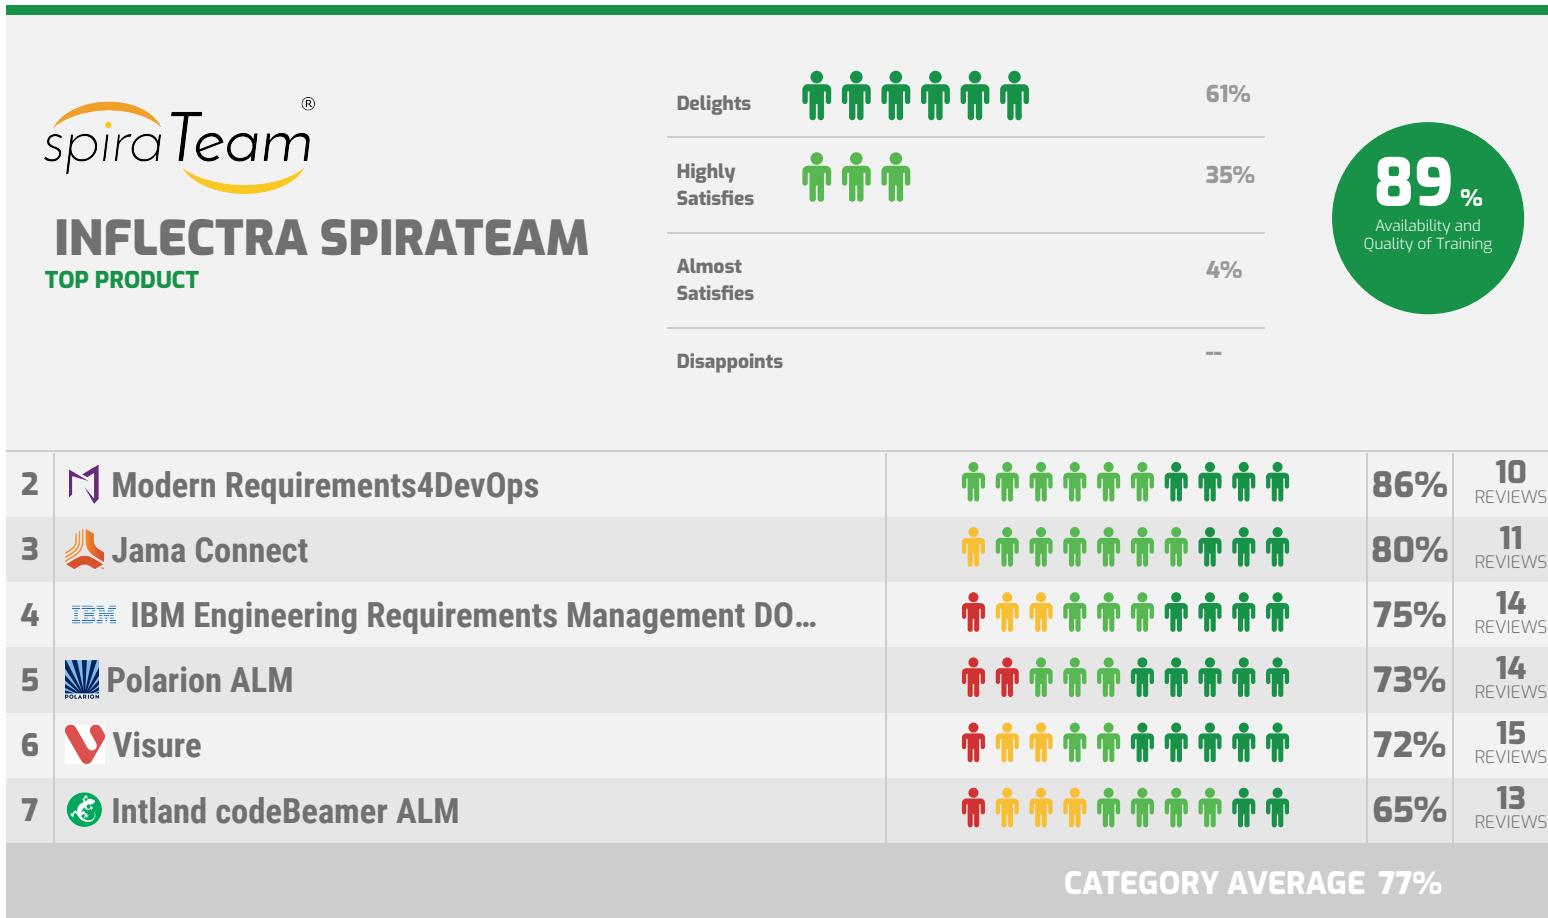 spiraTeam®
INFLECTRA SPIRATEAM
TOP PRODUCT
Delights 61%
Highly
Satisfies 35%
Almost
Satisfies 4%
Disappoints --
89 %
Availability and
Quality of Training
2 Modern Requirements4DevOps 86% 10
REVIEWS
3 Jama Connect 80% 11
REVIEWS
4 IBM IBM Engineering Requirements Management DO... 75% 14
REVIEWS
5 POLARION Polarion ALM 73% 14
REVIEWS
6 Visure 72% 15
REVIEWS
7 Intland codeBeamer ALM 65% 13
REVIEWS
CATEGORY AVERAGE 77%